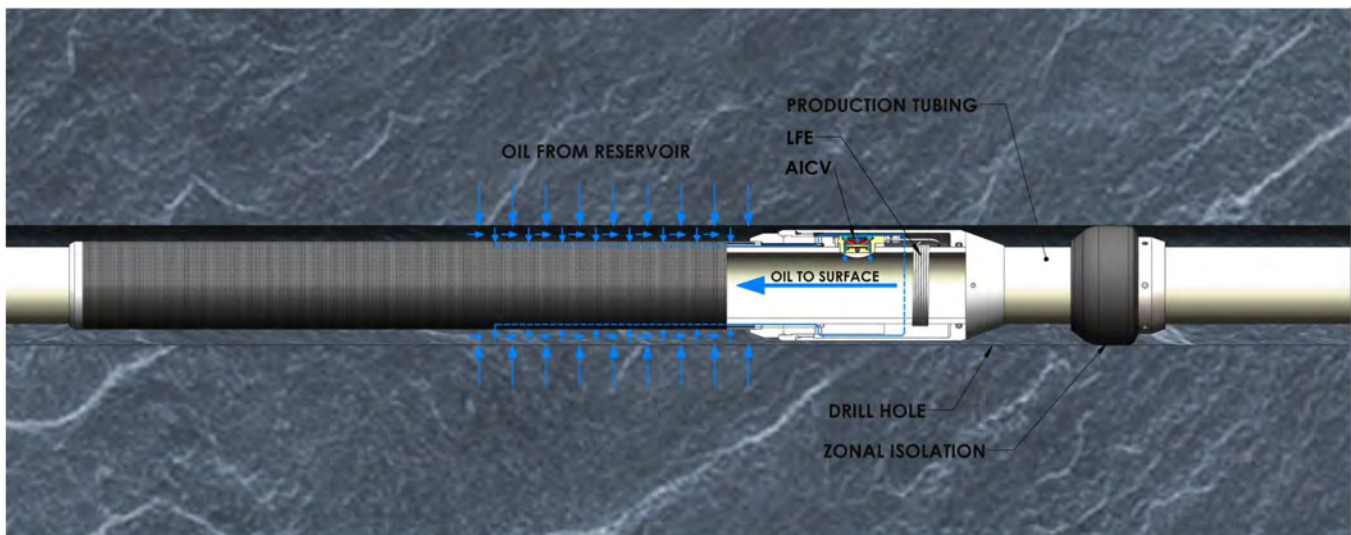 PRODUCTION TUBING
LFE
OIL FROM RESERVOIR
AICV
OIL TO SURFACE
DRILL HOLE
ZONAL ISOLATION